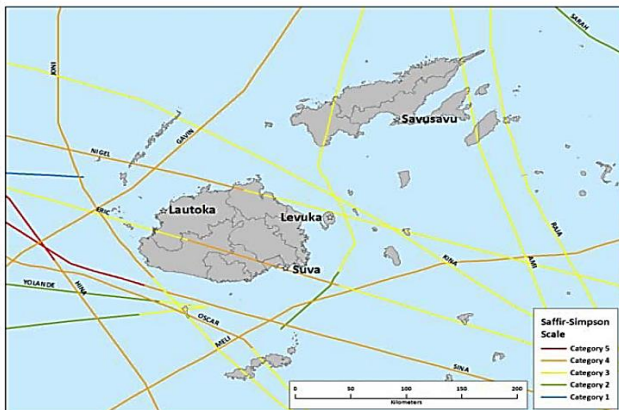 SARAH
KINA
GAVIN
NIGEL
Savusavu
ERIC
Lautoka
Levuka
RAJA
Suva
KINA
AMI
YOLANDE
HINA
OSCAR
MELI
SINA
Saffir-Simpson
Scale
Category 5
Category 4
Category 3
Category 2
Category 1
0
50
100
150
200
Kilometers